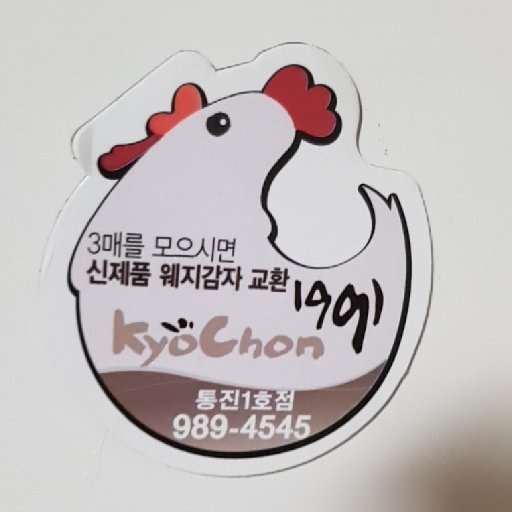 3매를 모으시면
신제품 웨지감자 교환
1991
KyoChon
통진1호점
989-4545